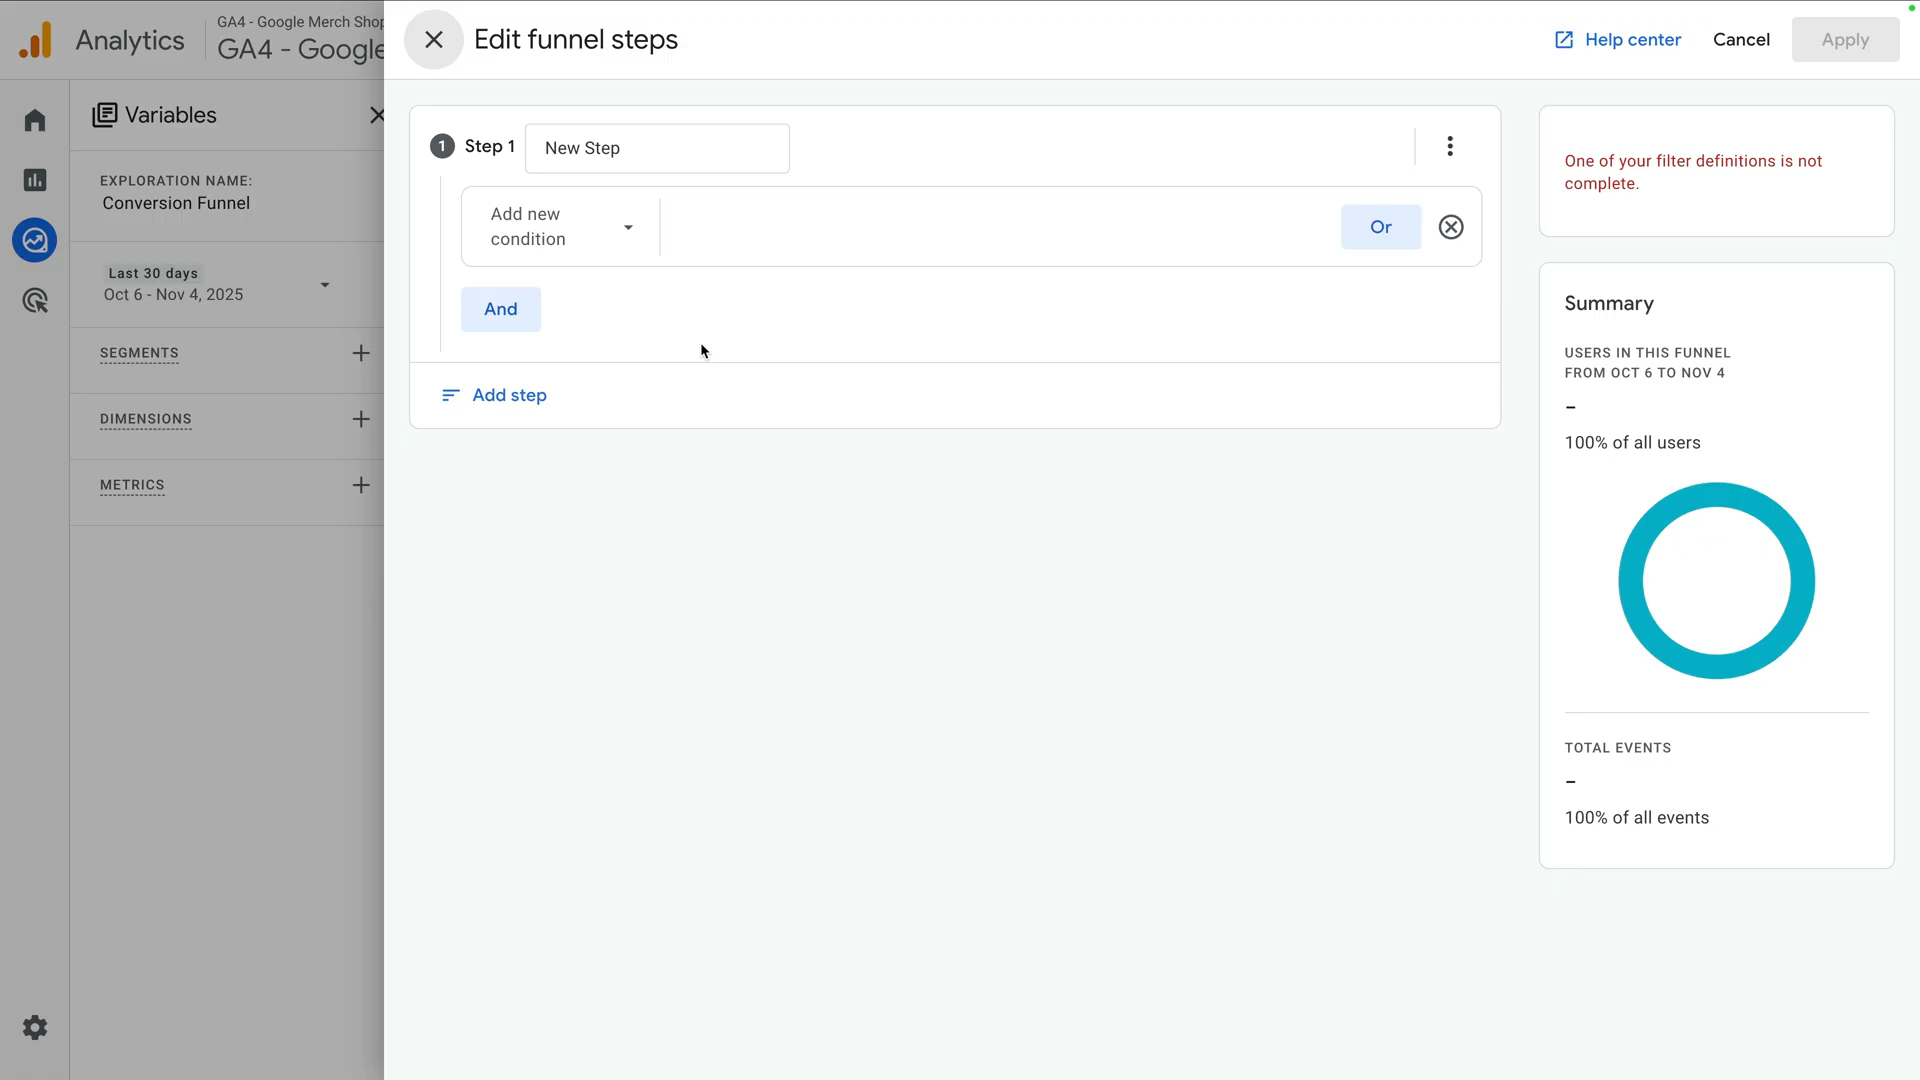 Analytics
GA4 - Google Merch Shop
GA4 - Google
Edit funnel steps
Help center
Cancel
Apply
Variables
EXPLORATION NAME:
Conversion Funnel
Last 30 days
Oct 6 - Nov 4, 2025
SEGMENTS
DIMENSIONS
METRICS
1 Step 1
New Step
Add new
condition
Or
And
Add step
One of your filter definitions is not
complete.
Summary
USERS IN THIS FUNNEL
FROM OCT 6 TO NOV 4
–
100% of all users
TOTAL EVENTS
–
100% of all events